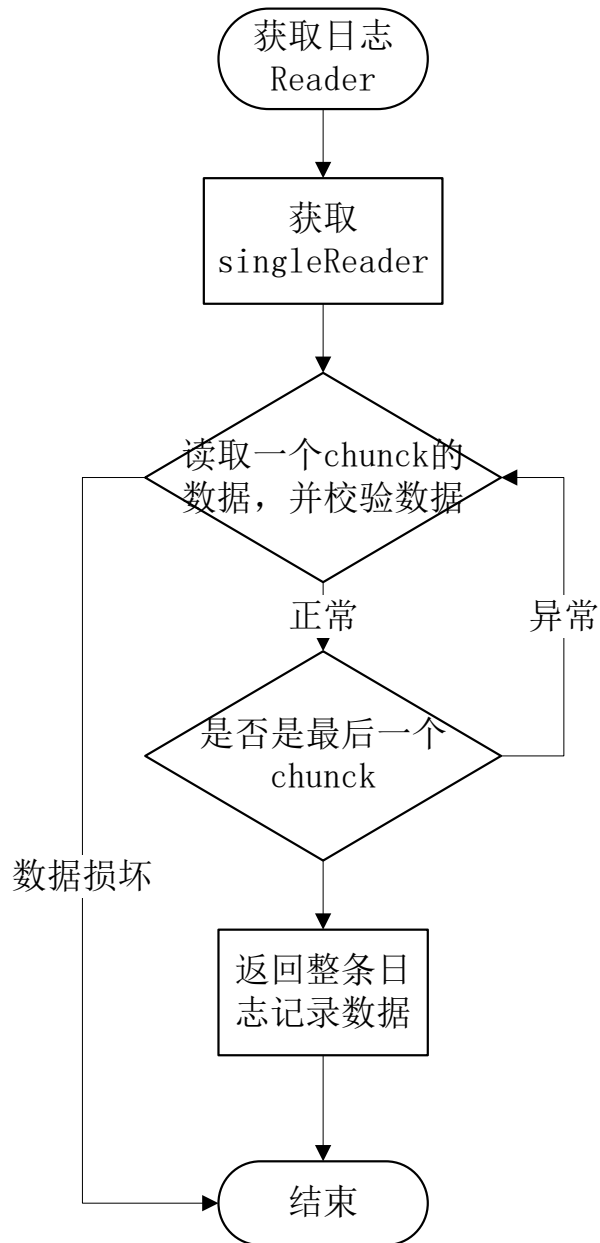 获取日志
Reader
获取
singleReader
读取一个chunck的
数据，并校验数据
正常
异常
是否是最后一个
chunck
数据损坏
返回整条日
志记录数据
结束